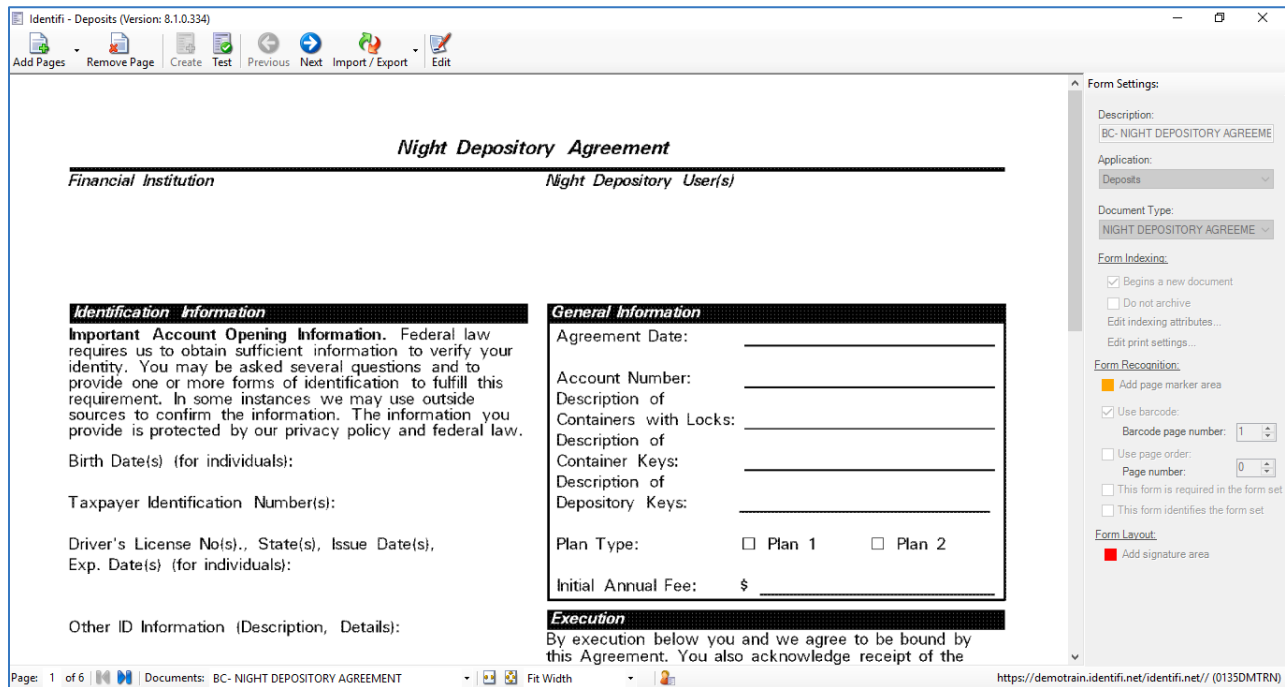 Identifi - Deposits (Version: 8.1.0.334)
Add Pages Remove Page Create Test Previous Next Import / Export Edit
Night Depository Agreement
Financial Institution
Night Depository User(s)
Identification Information
Important Account Opening Information. Federal law
requires us to obtain sufficient information to verify your
identity. You may be asked several questions and to
provide one or more forms of identification to fulfill this
requirement. In some instances we may use outside
sources to confirm the information. The information you
provide is protected by our privacy policy and federal law.
Birth Date(s) (for individuals):
Taxpayer Identification Number(s):
Driver's License No(s)., State(s), Issue Date(s),
Exp. Date(s) (for individuals):
Other ID Information (Description, Details):
General Information
Agreement Date:
Account Number:
Description of
Containers with Locks:
Description of
Container Keys:
Description of
Depository Keys:
Plan Type: Plan 1 Plan 2
Initial Annual Fee: $
Execution
By execution below you and we agree to be bound by
this Agreement. You also acknowledge receipt of the
Form Settings:
Description:
BC- NIGHT DEPOSITORY AGREEME
Application:
Deposits
Document Type:
NIGHT DEPOSITORY AGREEME
Form Indexing:
Begins a new document
Do not archive
Edit indexing attributes...
Edit print settings...
Form Recognition:
Add page marker area
Use barcode:
Barcode page number: 1
Use page order:
Page number: 0
This form is required in the form set
This form identifies the form set
Form Layout:
Add signature area
Page: 1 of 6 Documents: BC- NIGHT DEPOSITORY AGREEMENT Fit Width https://demotrain.identifi.net/identifi.net// (0135DMTRN)